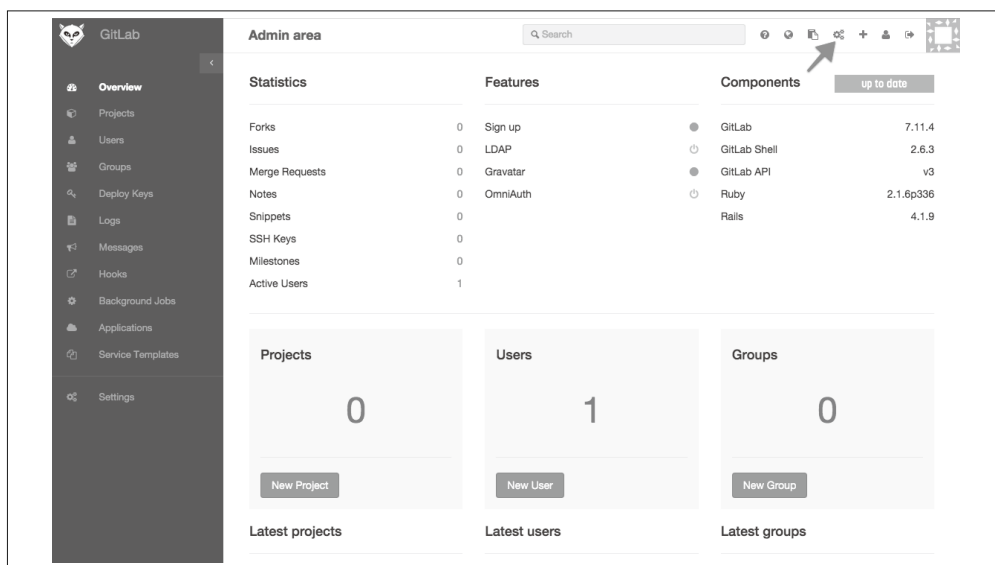 GitLab
Admin area
Search
Overview
Projects
Users
Groups
Deploy Keys
Logs
Messages
Hooks
Background Jobs
Applications
Service Templates
Settings
Statistics
Forks 0
Issues 0
Merge Requests 0
Notes 0
Snippets 0
SSH Keys 0
Milestones 0
Active Users 1
Features
Sign up
LDAP
Gravatar
OmniAuth
Components up to date
GitLab 7.11.4
GitLab Shell 2.6.3
GitLab API v3
Ruby 2.1.6p336
Rails 4.1.9
Projects
0
New Project
Users
1
New User
Groups
0
New Group
Latest projects
Latest users
Latest groups